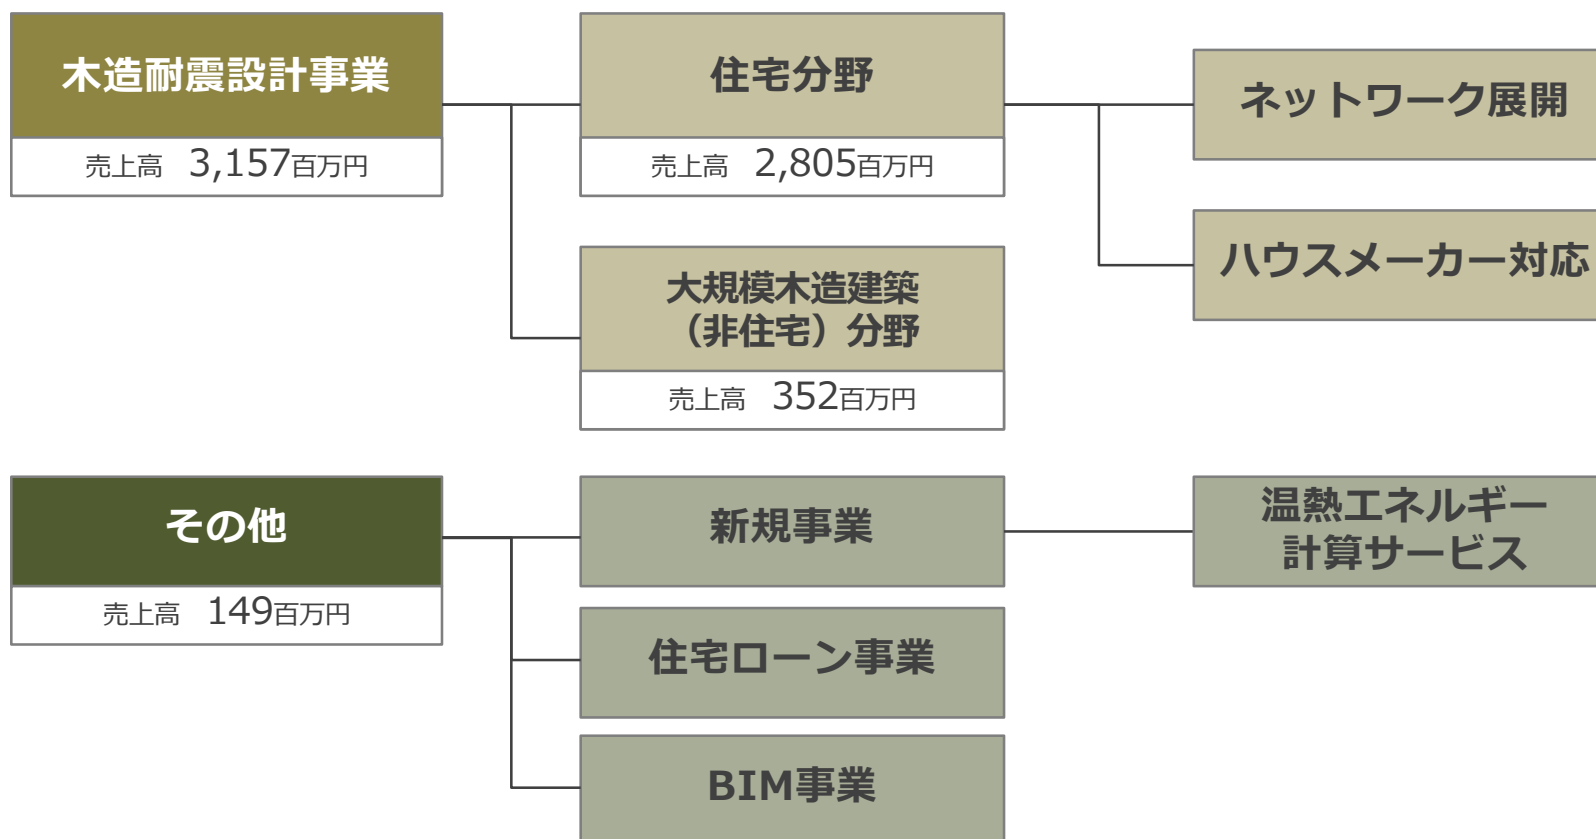 木造耐震設計事業
売上高 3,157百万円
住宅分野
売上高 2,805百万円
ネットワーク展開
ハウスメーカー対応
大規模木造建築
（非住宅）分野
売上高 352百万円
その他
売上高 149百万円
新規事業
温熱エネルギー
計算サービス
住宅ローン事業
BIM事業